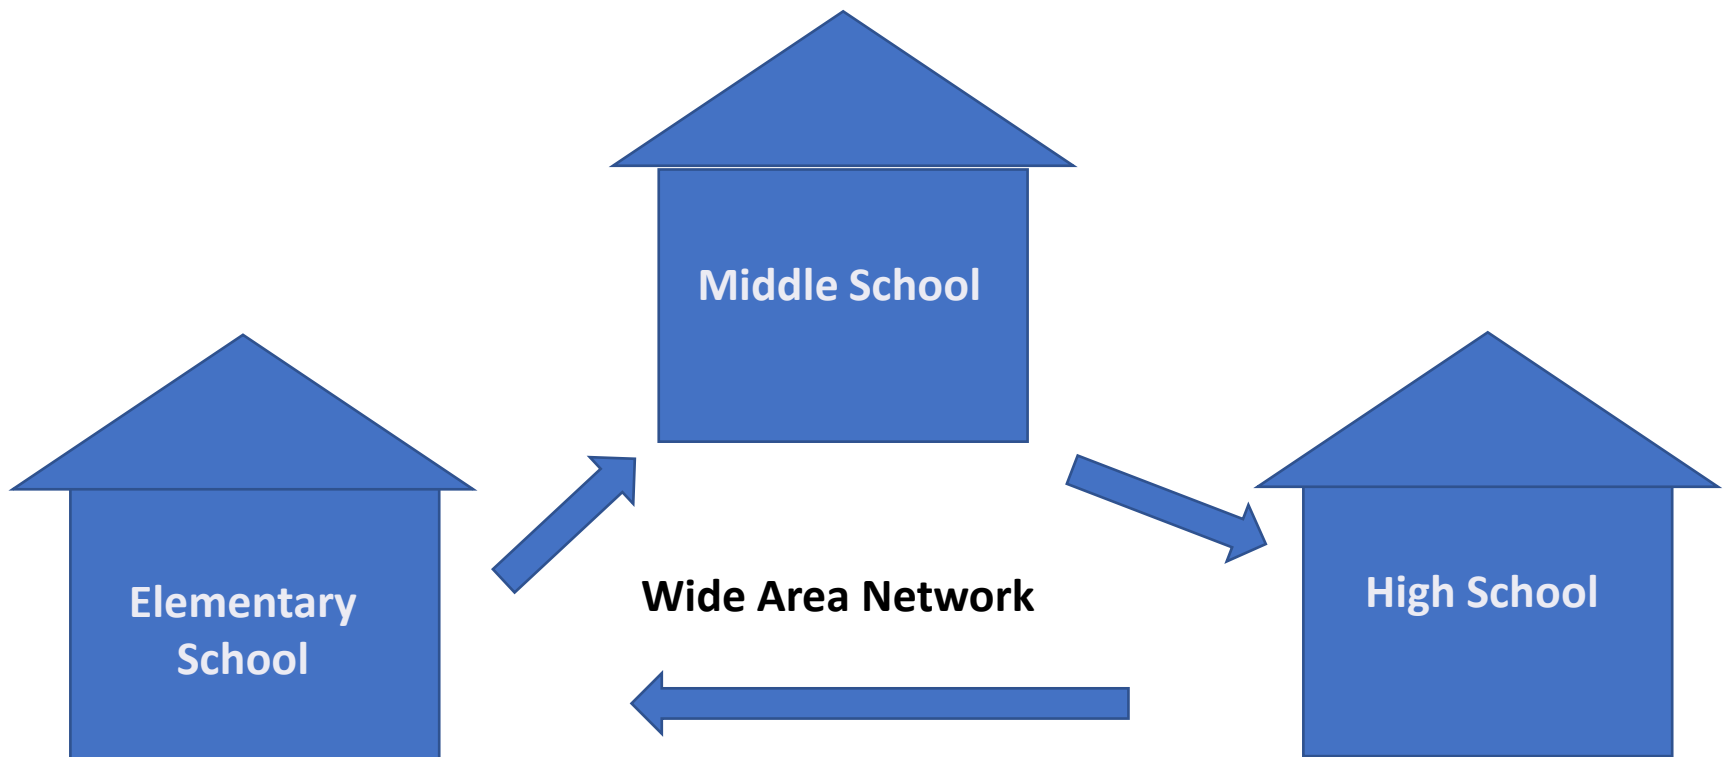 Middle School
Elementary
School
Wide Area Network
High School